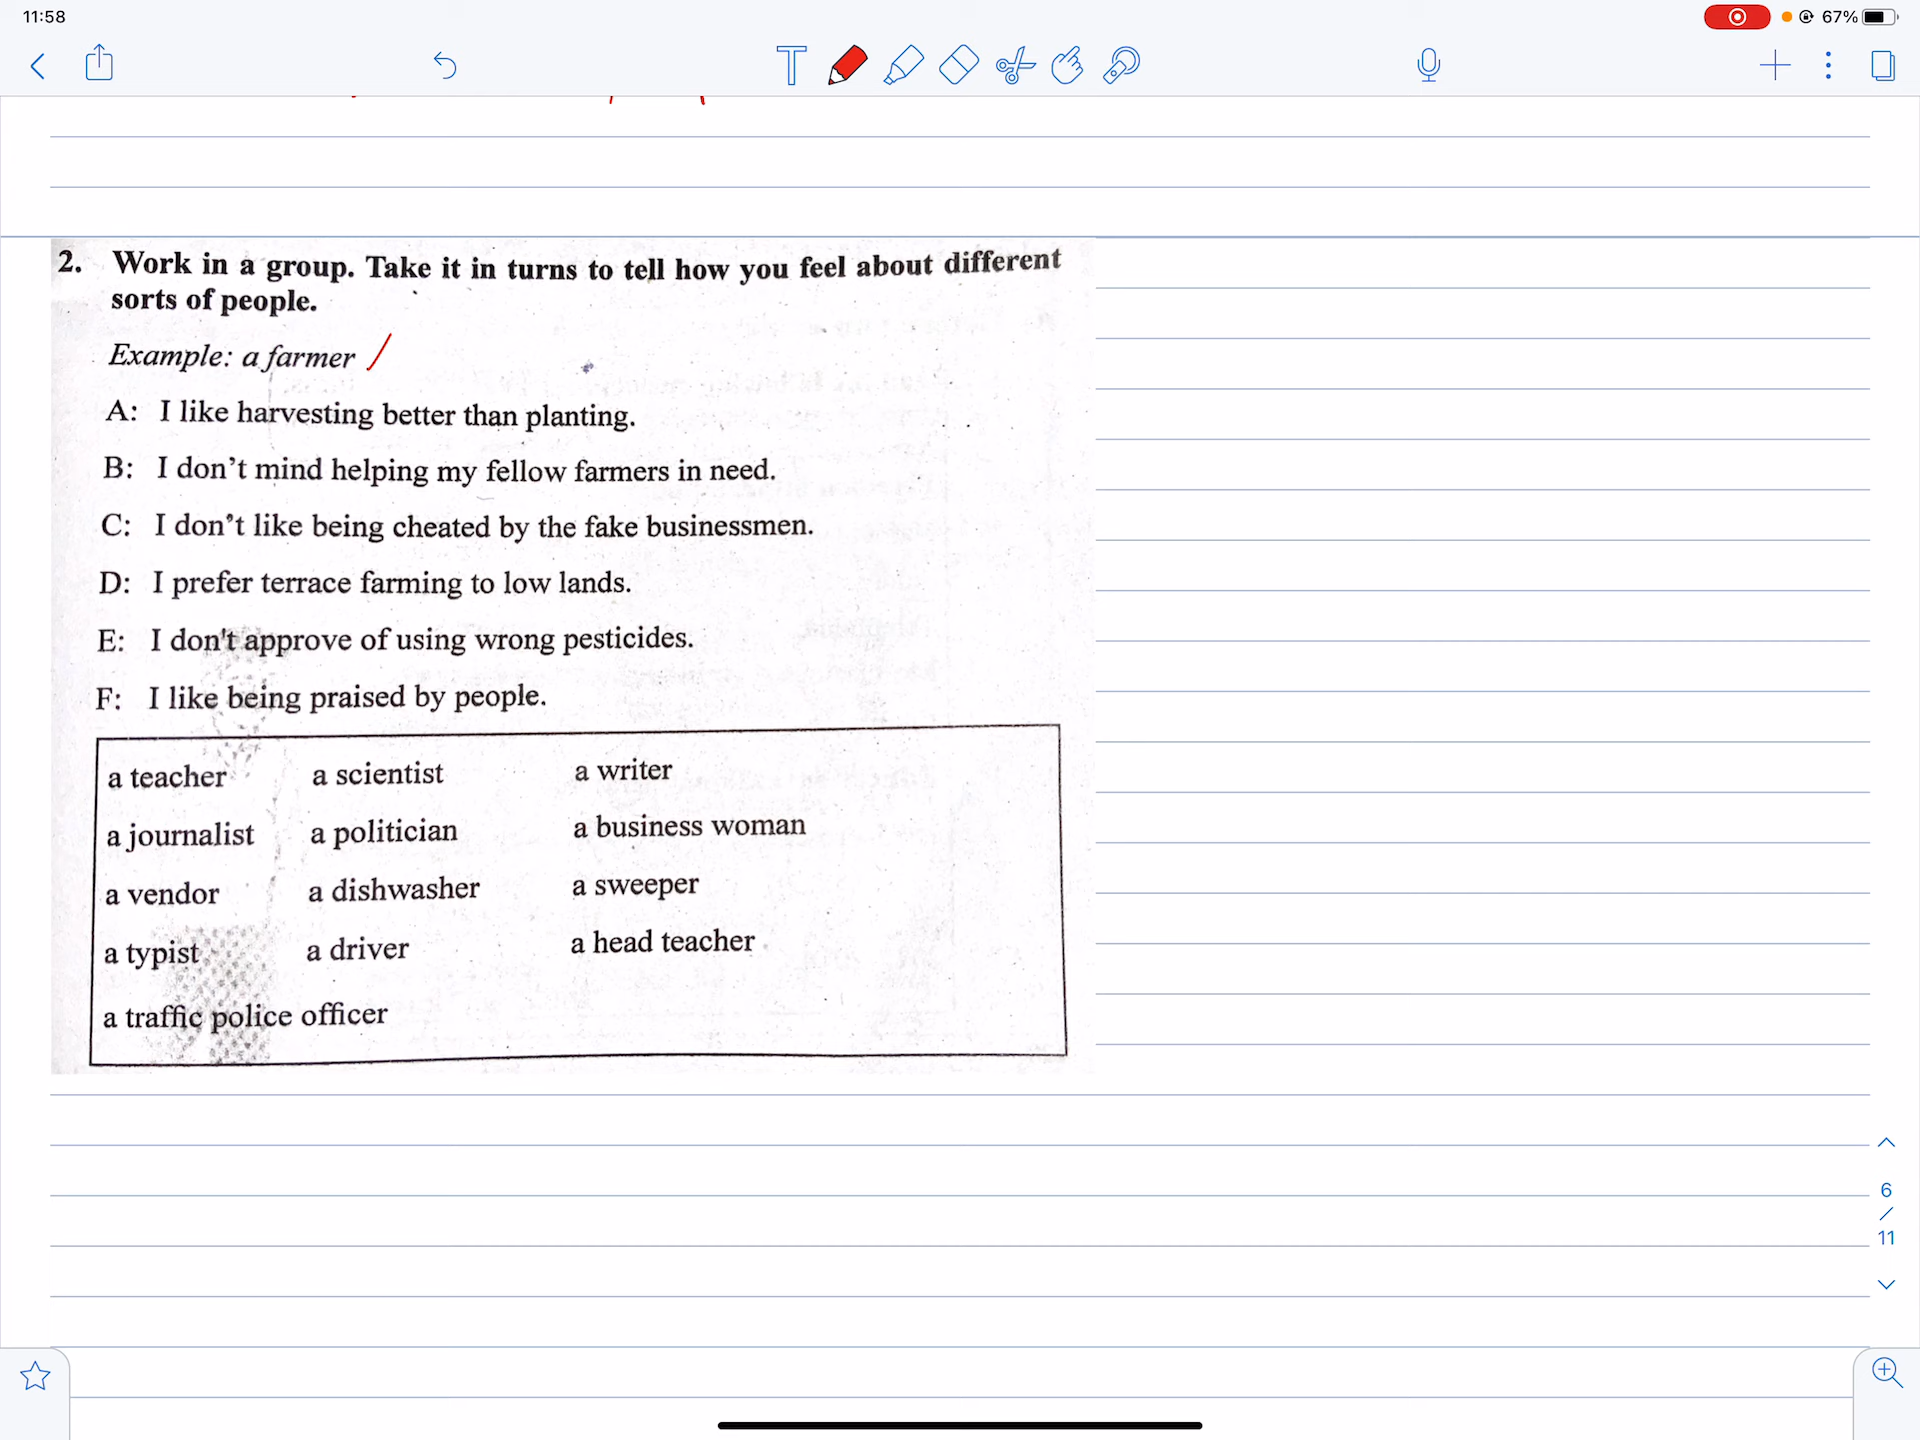 11:58
67%
2. Work in a group. Take it in turns to tell how you feel about different
sorts of people.
Example: a farmer
A: I like harvesting better than planting.
B: I don't mind helping my fellow farmers in need.
C: I don't like being cheated by the fake businessmen.
D: I prefer terrace farming to low lands.
E: I don't approve of using wrong pesticides.
F: I like being praised by people.
a teacher a scientist a writer
a journalist a politician a business woman
a vendor a dishwasher a sweeper
a typist a driver a head teacher
a traffic police officer
6
/
11